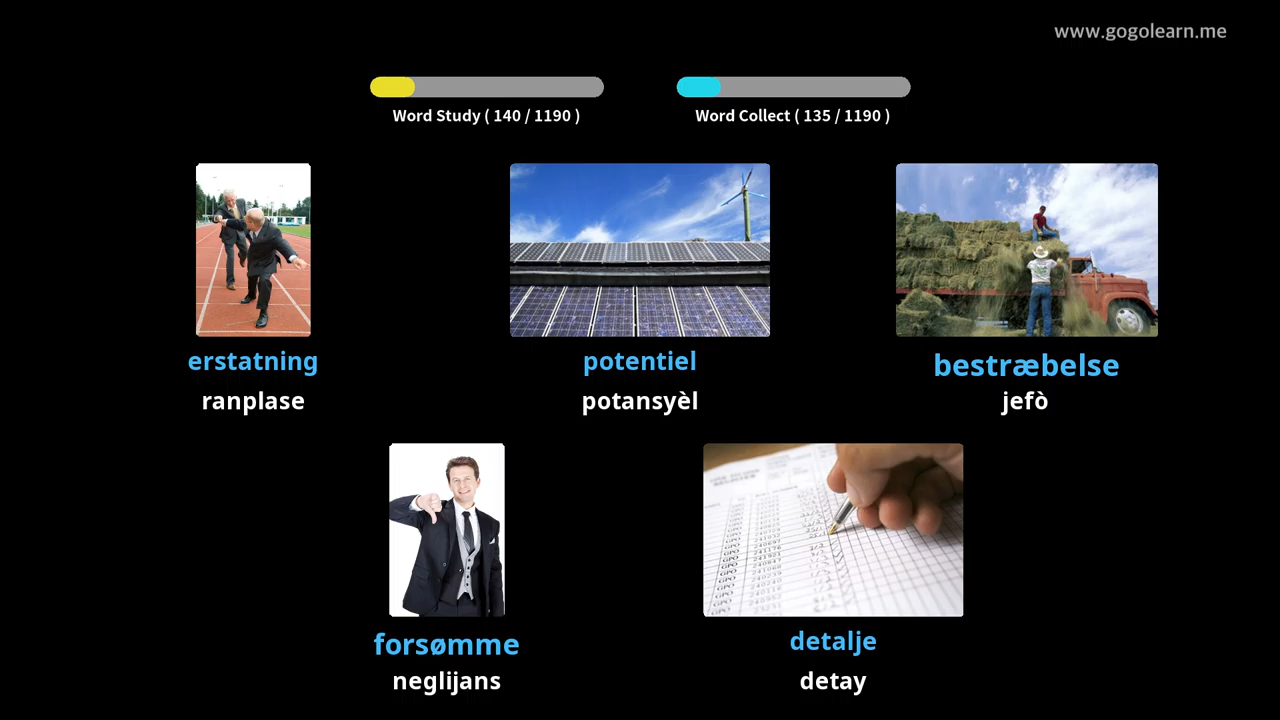 www.gogolearn.me
Word Study ( 140 / 1190 )
Word Collect ( 135 / 1190 )
erstatning
potentiel
bestræbelse
ranplase
potansyèl
jefò
forsømme
detalje
neglijans
detay